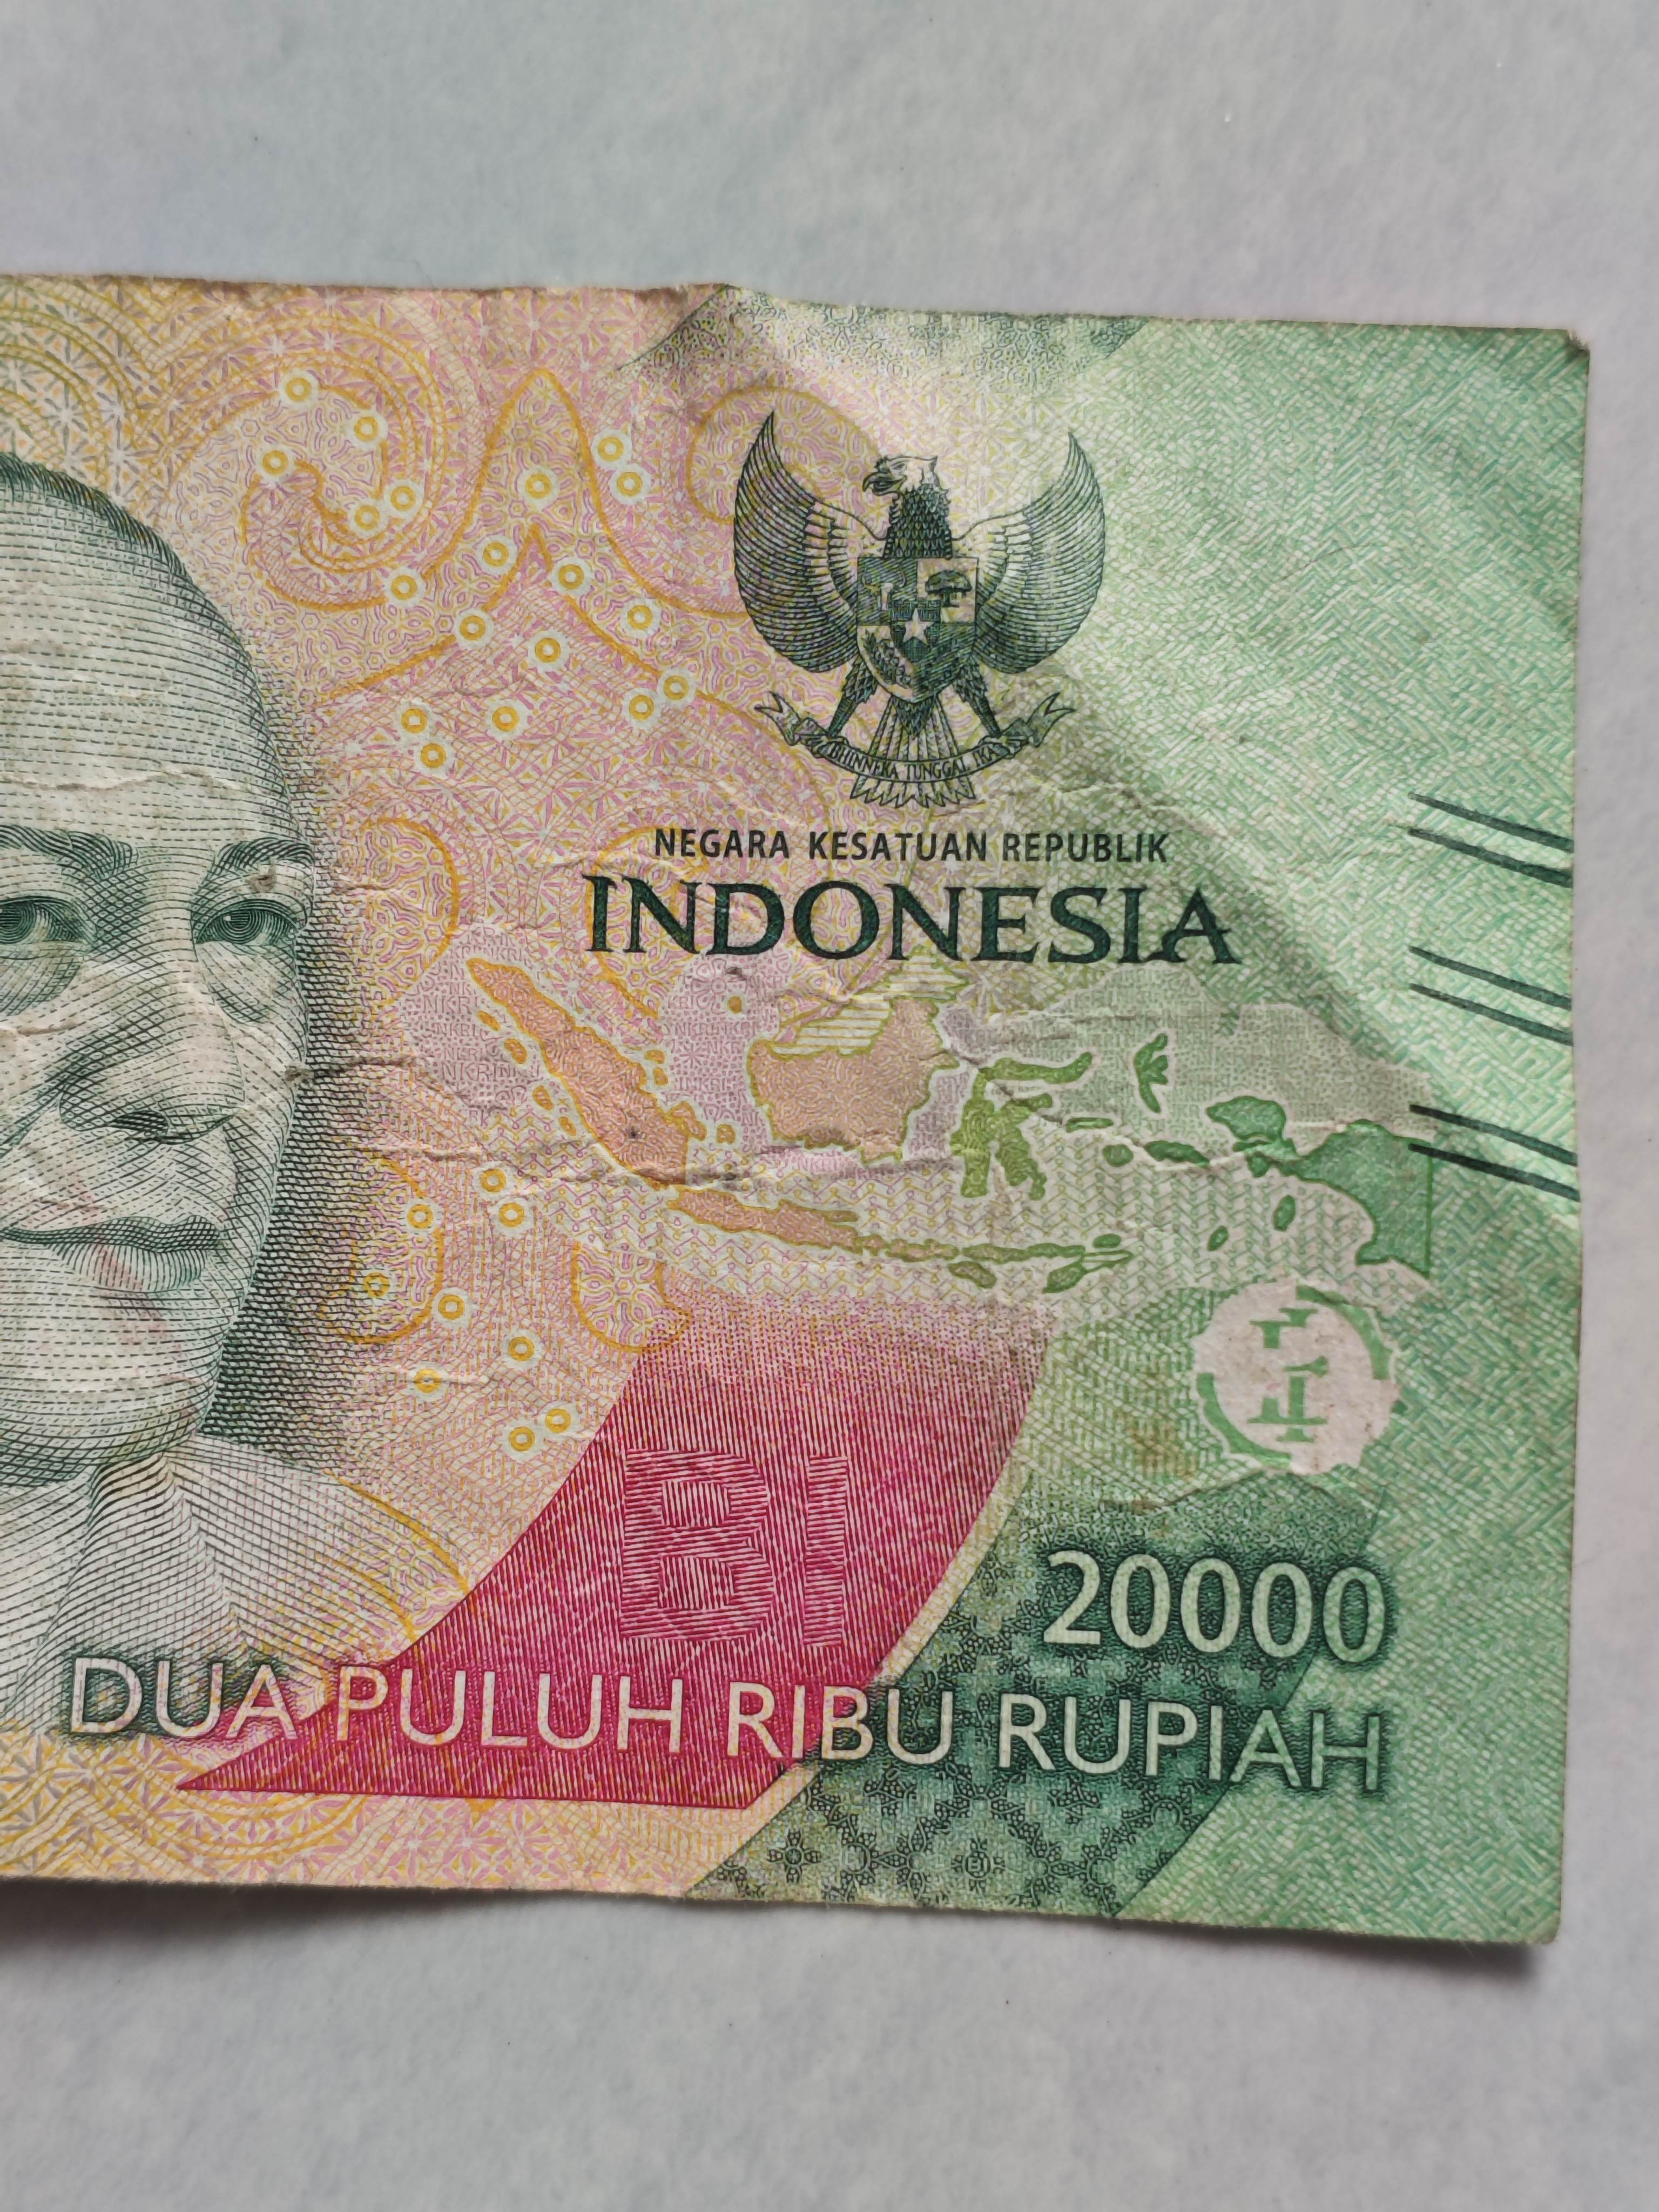 BHINNEKA TUNGGAL IKA
NEGARA KESATUAN REPUBLIK
INDONESIA
BI
20000
DUA PULUH RIBU RUPIAH